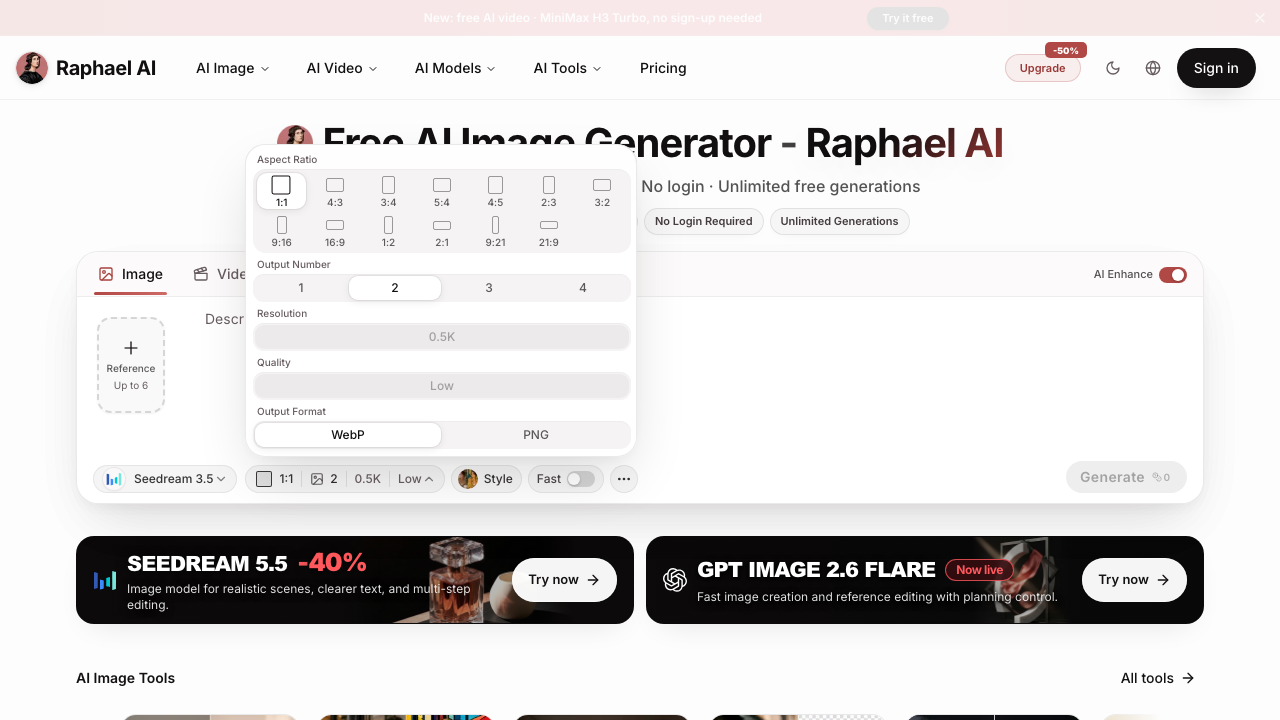 New: free AI video · MiniMax H3 Turbo, no sign-up needed
Try it free
Raphael AI
AI Image
AI Video
AI Models
AI Tools
Pricing
Upgrade
-50%
Sign in
Free AI Image Generator - Raphael AI
No login · Unlimited free generations
No Login Required
Unlimited Generations
Image
Vide
AI Enhance
Aspect Ratio
1:1
4:3
3:4
5:4
4:5
2:3
3:2
9:16
16:9
1:2
2:1
9:21
21:9
Output Number
1
2
3
4
Resolution
0.5K
Quality
Low
Output Format
WebP
PNG
Reference
Up to 6
Descr
Seedream 3.5
1:1
2
0.5K
Low
Style
Fast
Generate
0
SEEDREAM 5.5 -40%
Image model for realistic scenes, clearer text, and multi-step
editing.
Try now
GPT IMAGE 2.6 FLARE
Now live
Fast image creation and reference editing with planning control.
Try now
AI Image Tools
All tools